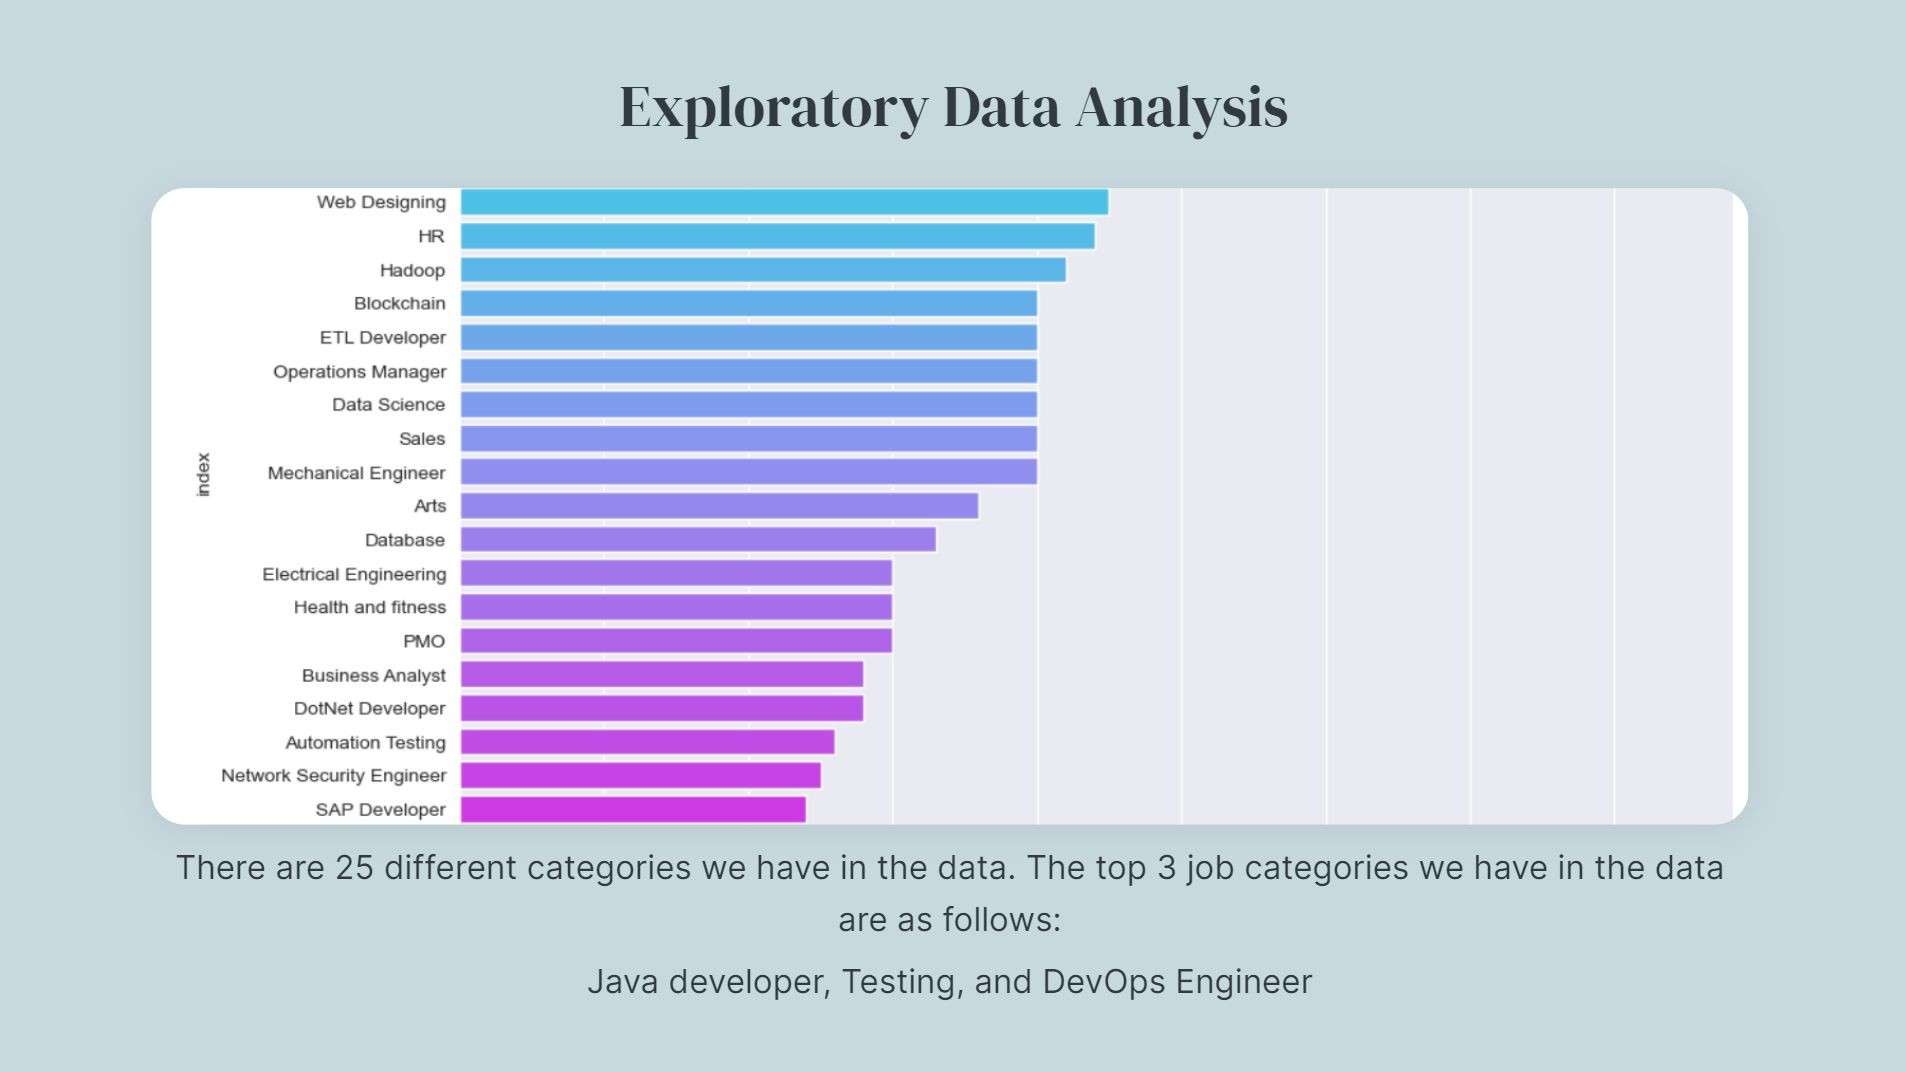 Exploratory Data Analysis
Web Designing
HR
Hadoop
Blockchain
ETL Developer
Operations Manager
Data Science
Sales
index
Mechanical Engineer
Arts
Database
Electrical Engineering
Health and fitness
PMO
Business Analyst
DotNet Developer
Automation Testing
Network Security Engineer
SAP Developer
There are 25 different categories we have in the data. The top 3 job categories we have in the data
are as follows:
Java developer, Testing, and DevOps Engineer